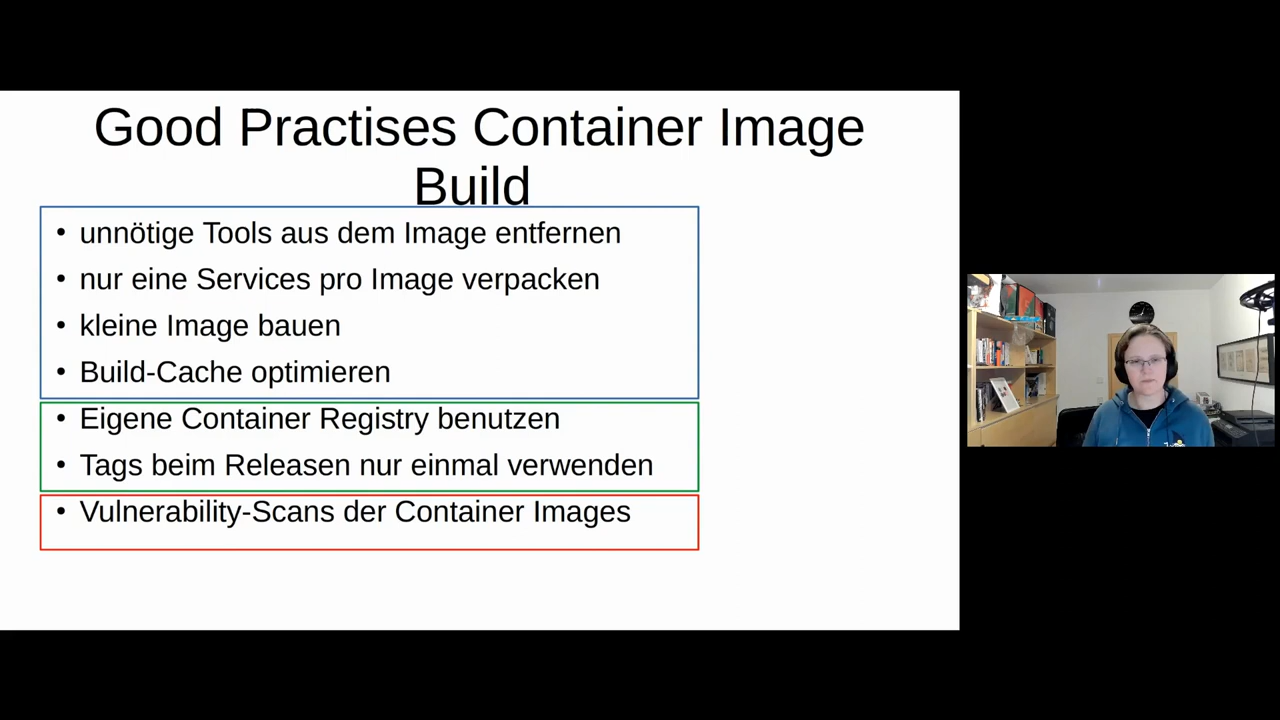 Good Practises Container Image
Build
• unnötige Tools aus dem Image entfernen
• nur eine Services pro Image verpacken
• kleine Image bauen
• Build-Cache optimieren
• Eigene Container Registry benutzen
• Tags beim Releasen nur einmal verwenden
• Vulnerability-Scans der Container Images